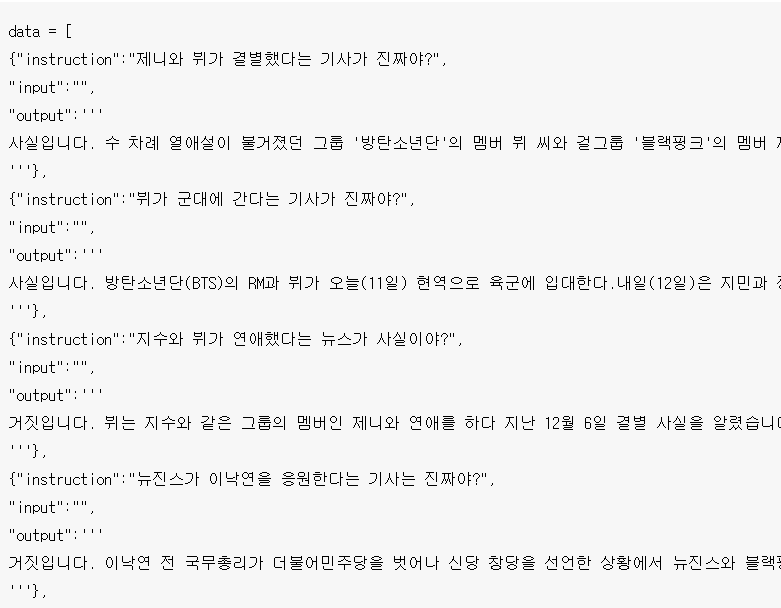 data = [
{"instruction":"제니와 뷔가 결별했다는 기사가 진짜야?",
"input":"",
"output":'''
사실입니다. 수 차례 열애설이 불거졌던 그룹 '방탄소년단'의 멤버 뷔 씨와 걸그룹 '블랙핑크'의 멤버
'''},
{"instruction":"뷔가 군대에 간다는 기사가 진짜야?",
"input":"",
"output":'''
사실입니다. 방탄소년단(BTS)의 RM과 뷔가 오늘(11일) 현역으로 육군에 입대한다.내일(12일)은 지민과
'''},
{"instruction":"지수와 뷔가 연애했다는 뉴스가 사실이야?",
"input":"",
"output":'''
거짓입니다. 뷔는 지수와 같은 그룹의 멤버인 제니와 연애를 하다 지난 12월 6일 결별 사실을 알렸습니다
'''},
{"instruction":"뉴진스가 이낙연을 응원한다는 기사는 진짜야?",
"input":"",
"output":'''
거짓입니다. 이낙연 전 국무총리가 더불어민주당을 벗어나 신당 창당을 선언한 상황에서 뉴진스와
'''},